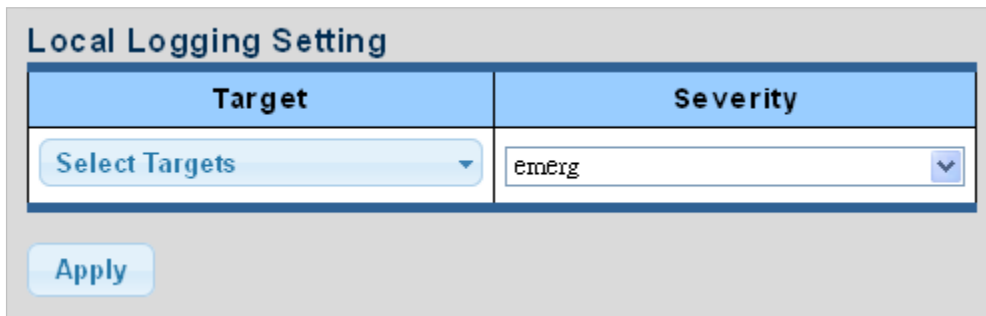 Local Logging Setting
Target Severity
Select Targets emerg
Apply